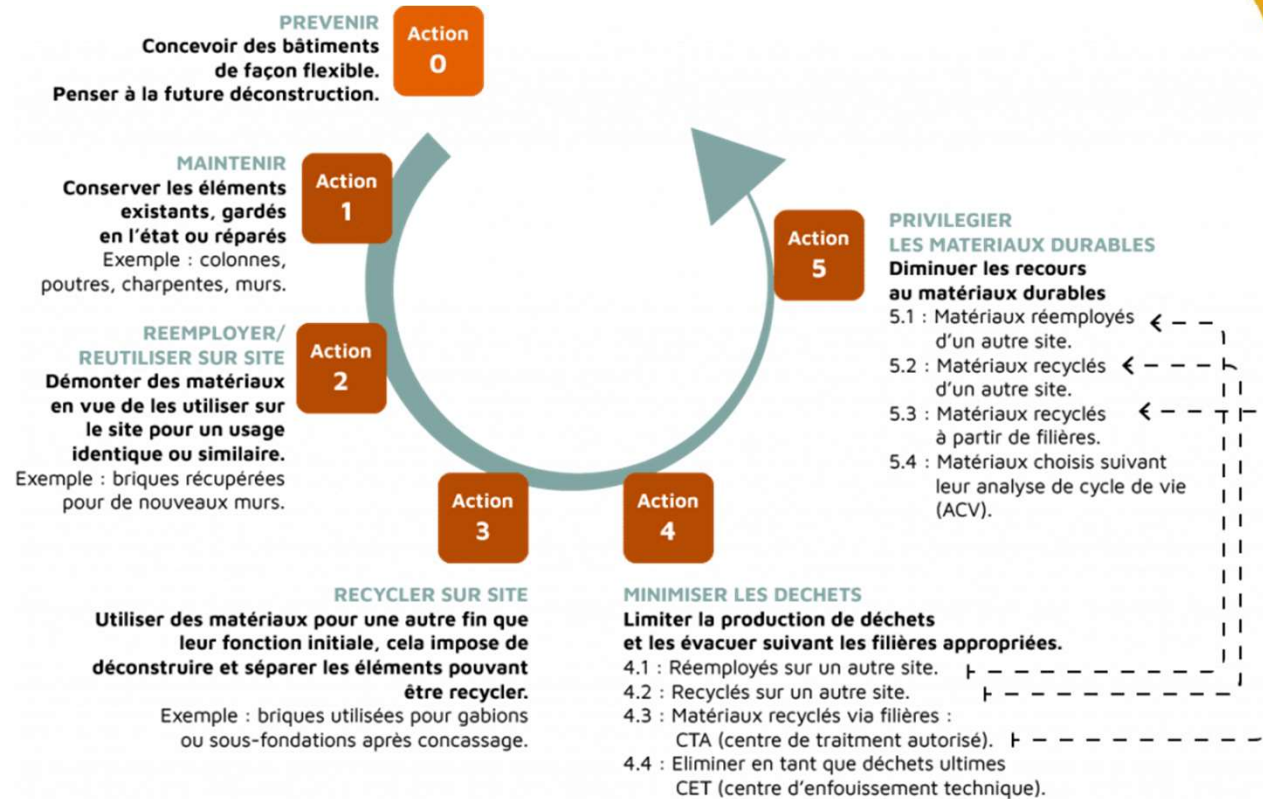 PREVENIR
Concevoir des bâtiments
de façon flexible.
Penser à la future déconstruction.
Action
0
MAINTENIR
Conserver les éléments
existants, gardés
en l'état ou réparés
Exemple : colonnes,
poutres, charpentes, murs.
Action
1
REEMPLOYER/
REUTILISER SUR SITE
Démonter des matériaux
en vue de les utiliser sur
le site pour un usage
identique ou similaire.
Exemple : briques récupérées
pour de nouveaux murs.
Action
2
Action
3
RECYCLER SUR SITE
Utiliser des matériaux pour une autre fin que
leur fonction initiale, cela impose de
déconstruire et séparer les éléments pouvant
être recycler.
Exemple : briques utilisées pour gabions
ou sous-fondations après concassage.
Action
4
MINIMISER LES DECHETS
Limiter la production de déchets
et les évacuer suivant les filières appropriées.
4.1 : Réemployés sur un autre site.
4.2 : Recyclés sur un autre site.
4.3 : Matériaux recyclés via filières :
CTA (centre de traitment autorisé).
4.4 : Eliminer en tant que déchets ultimes
CET (centre d'enfouissement technique).
Action
5
PRIVILEGIER
LES MATERIAUX DURABLES
Diminuer les recours
au matériaux durables
5.1 : Matériaux réemployés
d'un autre site.
5.2 : Matériaux recyclés
d'un autre site.
5.3 : Matériaux recyclés
à partir de filières.
5.4 : Matériaux choisis suivant
leur analyse de cycle de vie
(ACV).